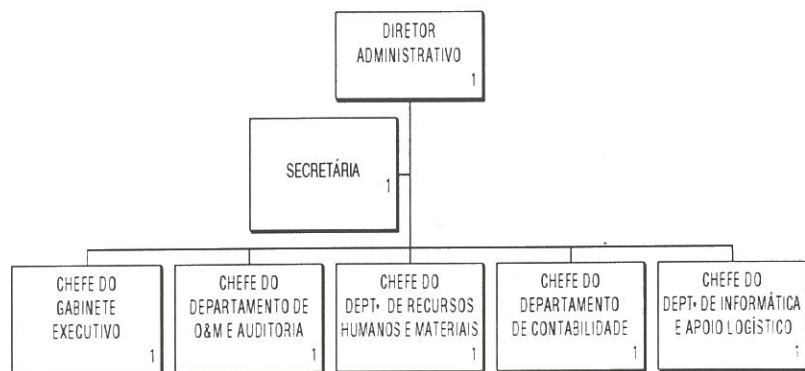 DIRETOR
ADMINISTRATIVO
1
SECRETÁRIA
1
CHEFE DO
GABINETE
EXECUTIVO
1
CHEFE DO
DEPARTAMENTO DE
O&M E AUDITORIA
1
CHEFE DO
DEPTº DE RECURSOS
HUMANOS E MATERIAIS
1
CHEFE DO
DEPARTAMENTO
DE CONTABILIDADE
1
CHEFE DO
DEPTº DE INFORMÁTICA
E APOIO LOGÍSTICO
1